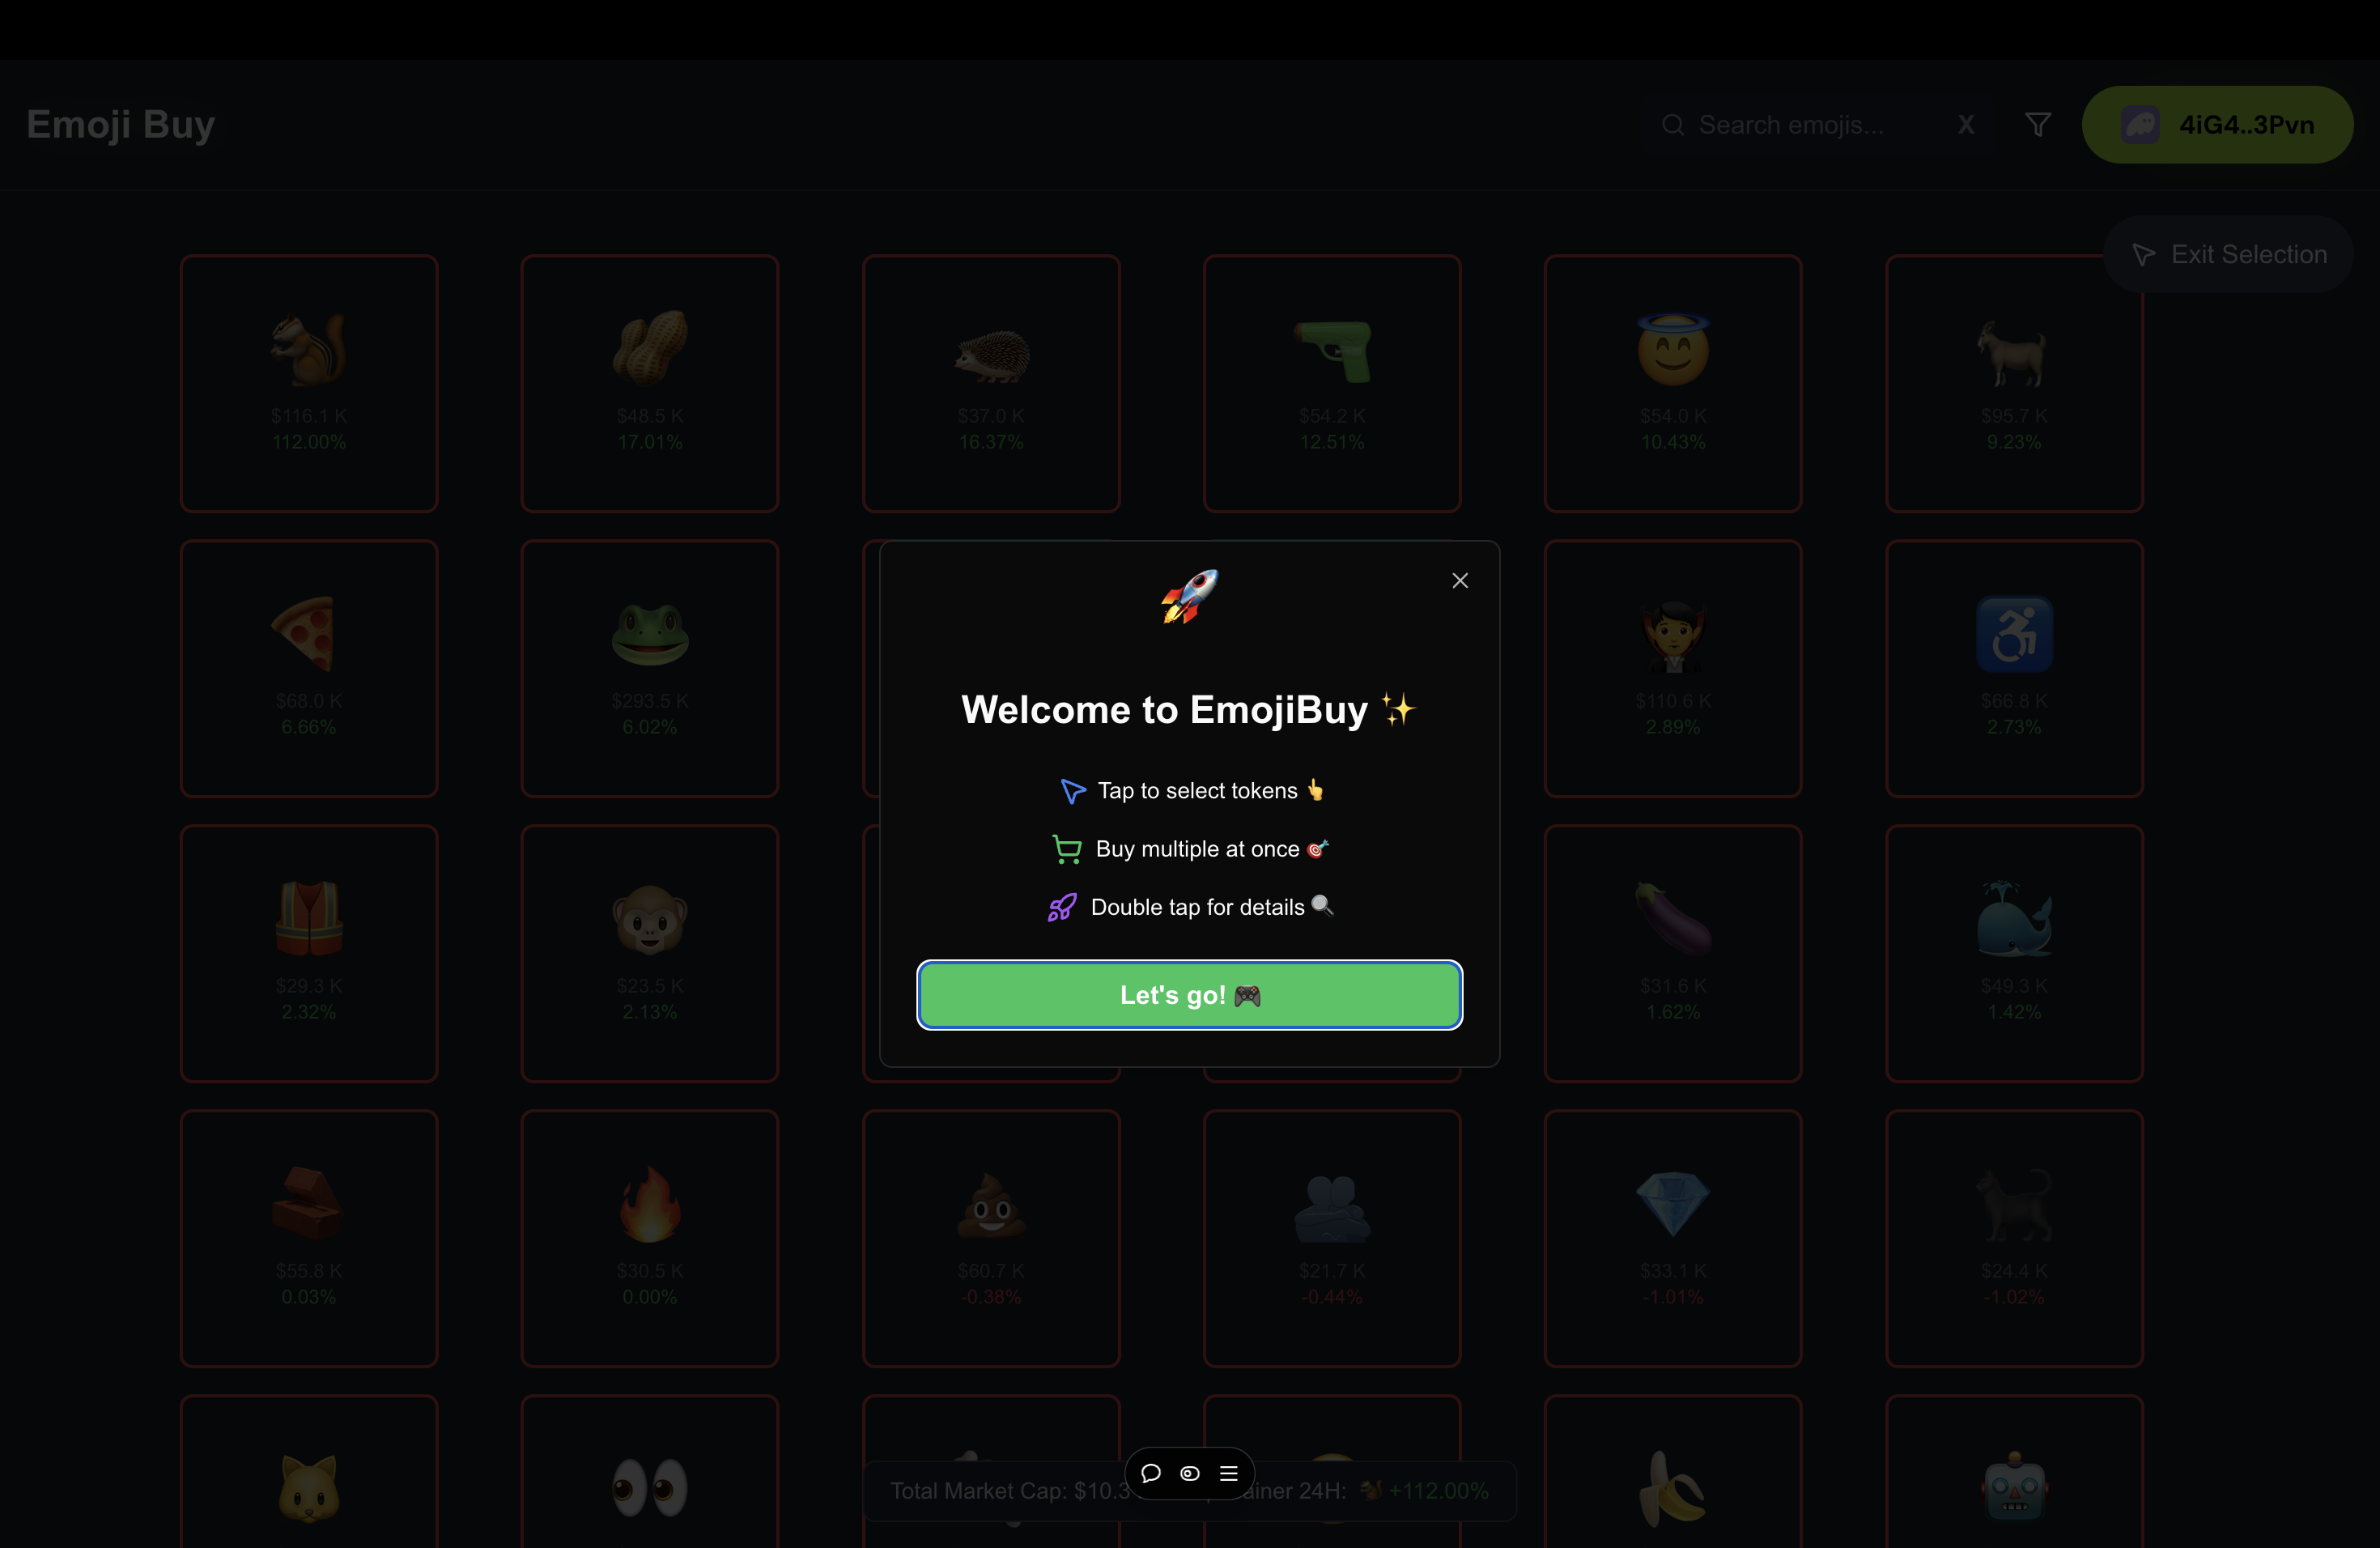 Emoji Buy
Search emojis...
X
4iG4..3Pvn
Exit Selection
$116.1 K
112.00%
$48.5 K
17.01%
$37.0 K
16.37%
$54.2 K
12.51%
$54.0 K
10.43%
$95.7 K
9.23%
$68.0 K
6.66%
$293.5 K
6.02%
$110.6 K
2.89%
$66.8 K
2.73%
Welcome to EmojiBuy ✨
Tap to select tokens 👆
Buy multiple at once 🎯
Double tap for details 🔍
Let's go! 🎮
$29.3 K
2.32%
$23.5 K
2.13%
$31.6 K
1.62%
$49.3 K
1.42%
$55.8 K
0.03%
$30.5 K
0.00%
$60.7 K
-0.38%
$21.7 K
-0.44%
$33.1 K
-1.01%
$24.4 K
-1.02%
Total Market Cap: $10.3 24H: 🐿️ +112.00%